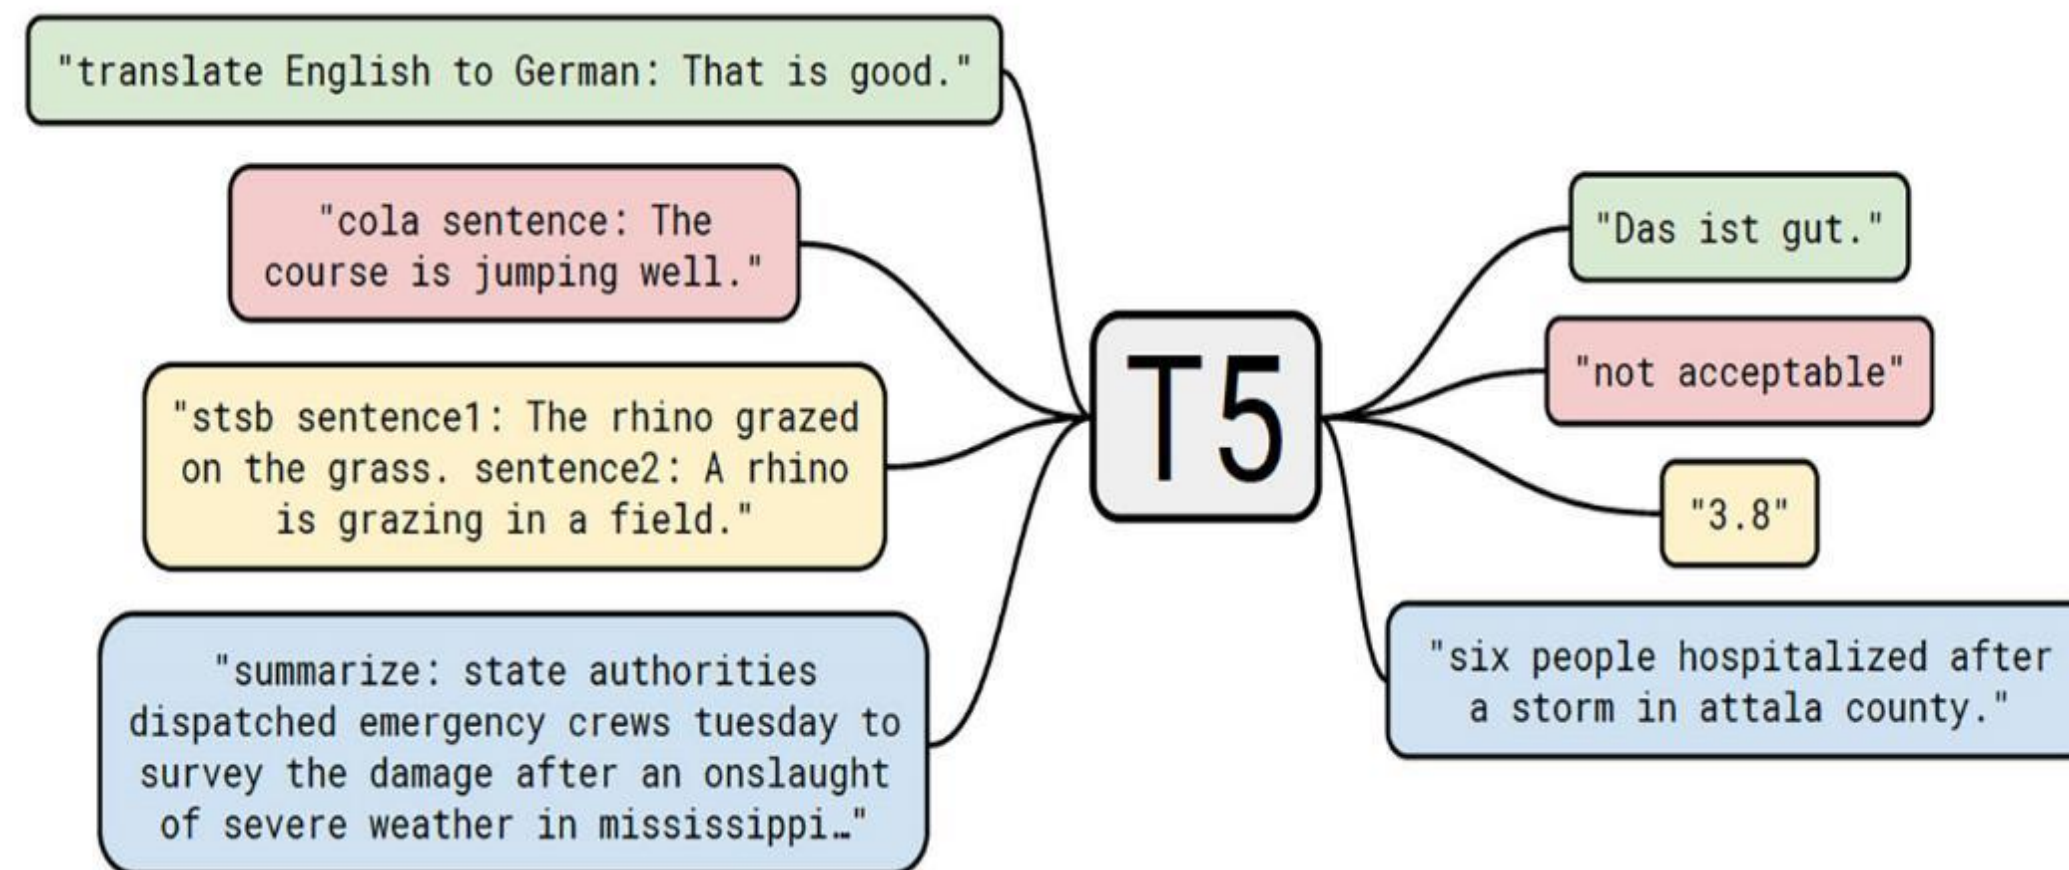 "translate English to German: That is good."
"cola sentence: The
course is jumping well."
"stsb sentence1: The rhino grazed
on the grass. sentence2: A rhino
is grazing in a field."
"summarize: state authorities
dispatched emergency crews tuesday to
survey the damage after an onslaught
of severe weather in mississippi…"
T5
"Das ist gut."
"not acceptable"
"3.8"
"six people hospitalized after
a storm in attala county."